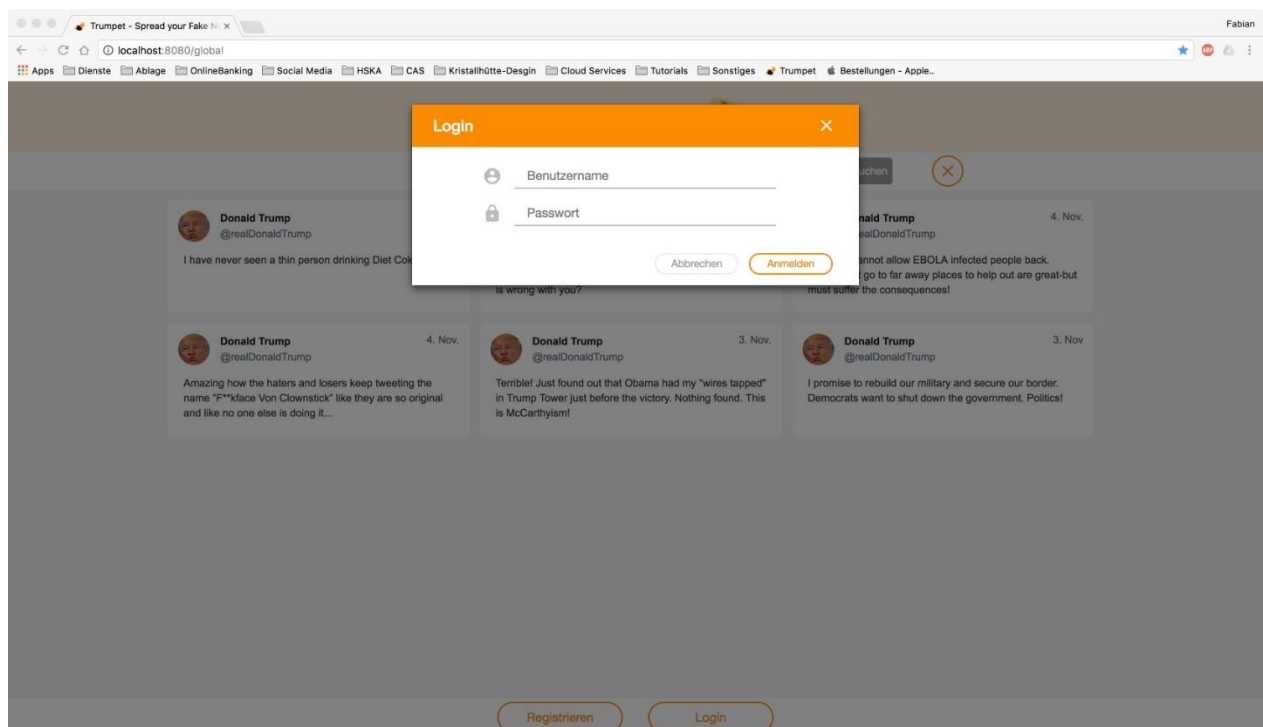 Trumpet - Spread your Fake N
Fabian
localhost:8080/global
Apps Dienste Ablage OnlineBanking Social Media HSKA CAS Kristallhütte-Desgin Cloud Services Tutorials Sonstiges Trumpet Bestellungen - Apple..
Login
Benutzername
Passwort
Abbrechen Anmelden
uchen
Donald Trump
@realDonaldTrump
I have never seen a thin person drinking Diet Cok
is wrong with you?
nald Trump 4. Nov.
ealDonaldTrump
annot allow EBOLA infected people back.
go to far away places to help out are great-but
must suffer the consequences!
Donald Trump 4. Nov.
@realDonaldTrump
Amazing how the haters and losers keep tweeting the
name "F**kface Von Clownstick" like they are so original
and like no one else is doing it...
Donald Trump 3. Nov.
@realDonaldTrump
Terrible! Just found out that Obama had my "wires tapped"
in Trump Tower just before the victory. Nothing found. This
is McCarthyism!
Donald Trump 3. Nov
@realDonaldTrump
I promise to rebuild our military and secure our border.
Democrats want to shut down the government. Politics!
Registrieren Login